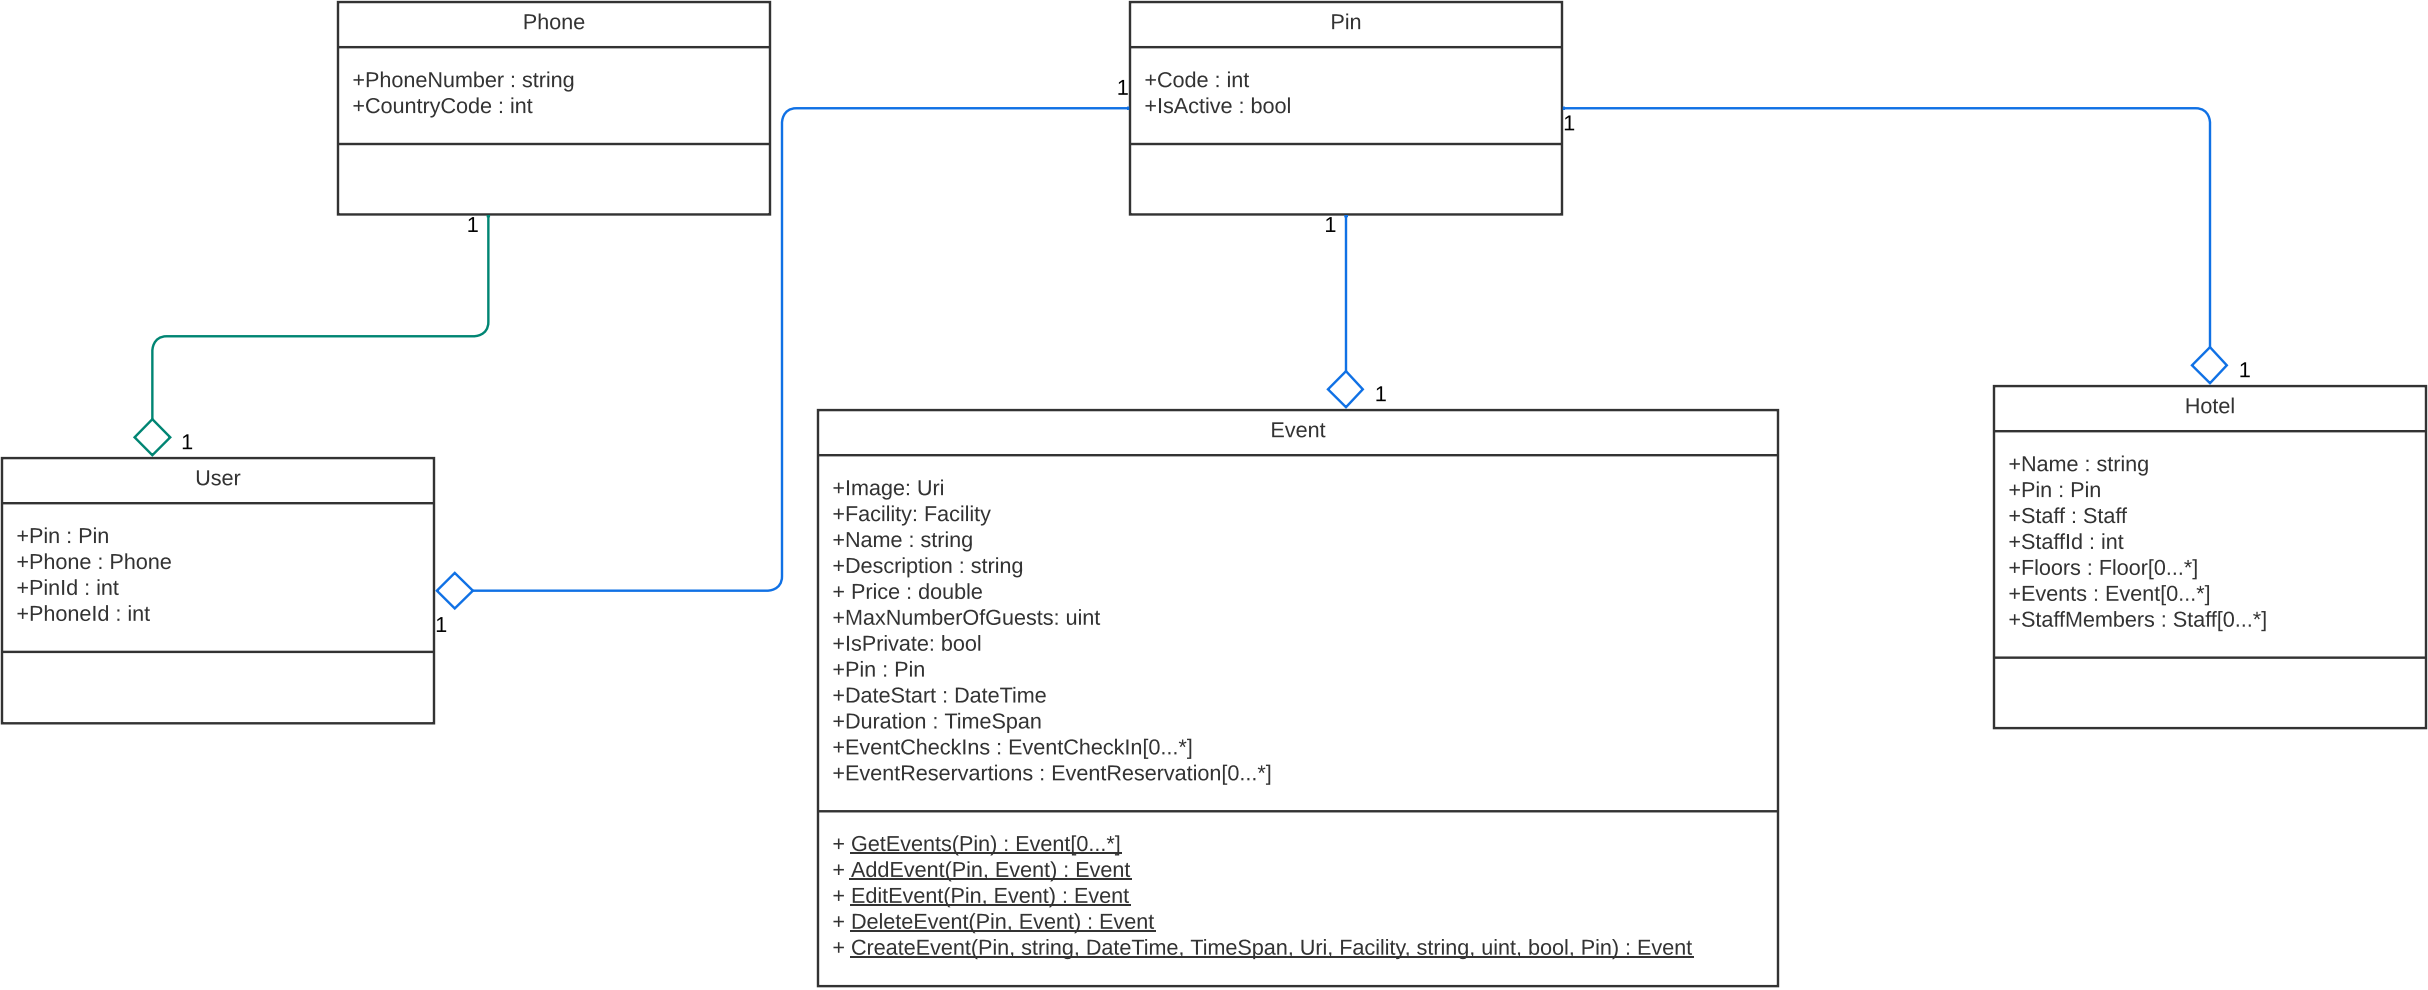 Phone
+PhoneNumber : string
+CountryCode : int
1
Pin
+Code : int
+IsActive : bool
1
1
1
1
User
+Pin : Pin
+Phone : Phone
+PinId : int
+PhoneId : int
1
1
Event
+Image: Uri
+Facility: Facility
+Name : string
+Description : string
+ Price : double
+MaxNumberOfGuests: uint
+IsPrivate: bool
+Pin : Pin
+DateStart : DateTime
+Duration : TimeSpan
+EventCheckIns : EventCheckIn[0...*]
+EventReservartions : EventReservation[0...*]
+ GetEvents(Pin) : Event[0...*]
+ AddEvent(Pin, Event) : Event
+ EditEvent(Pin, Event) : Event
+ DeleteEvent(Pin, Event) : Event
+ CreateEvent(Pin, string, DateTime, TimeSpan, Uri, Facility, string, uint, bool, Pin) : Event
1
Hotel
+Name : string
+Pin : Pin
+Staff : Staff
+StaffId : int
+Floors : Floor[0...*]
+Events : Event[0...*]
+StaffMembers : Staff[0...*]